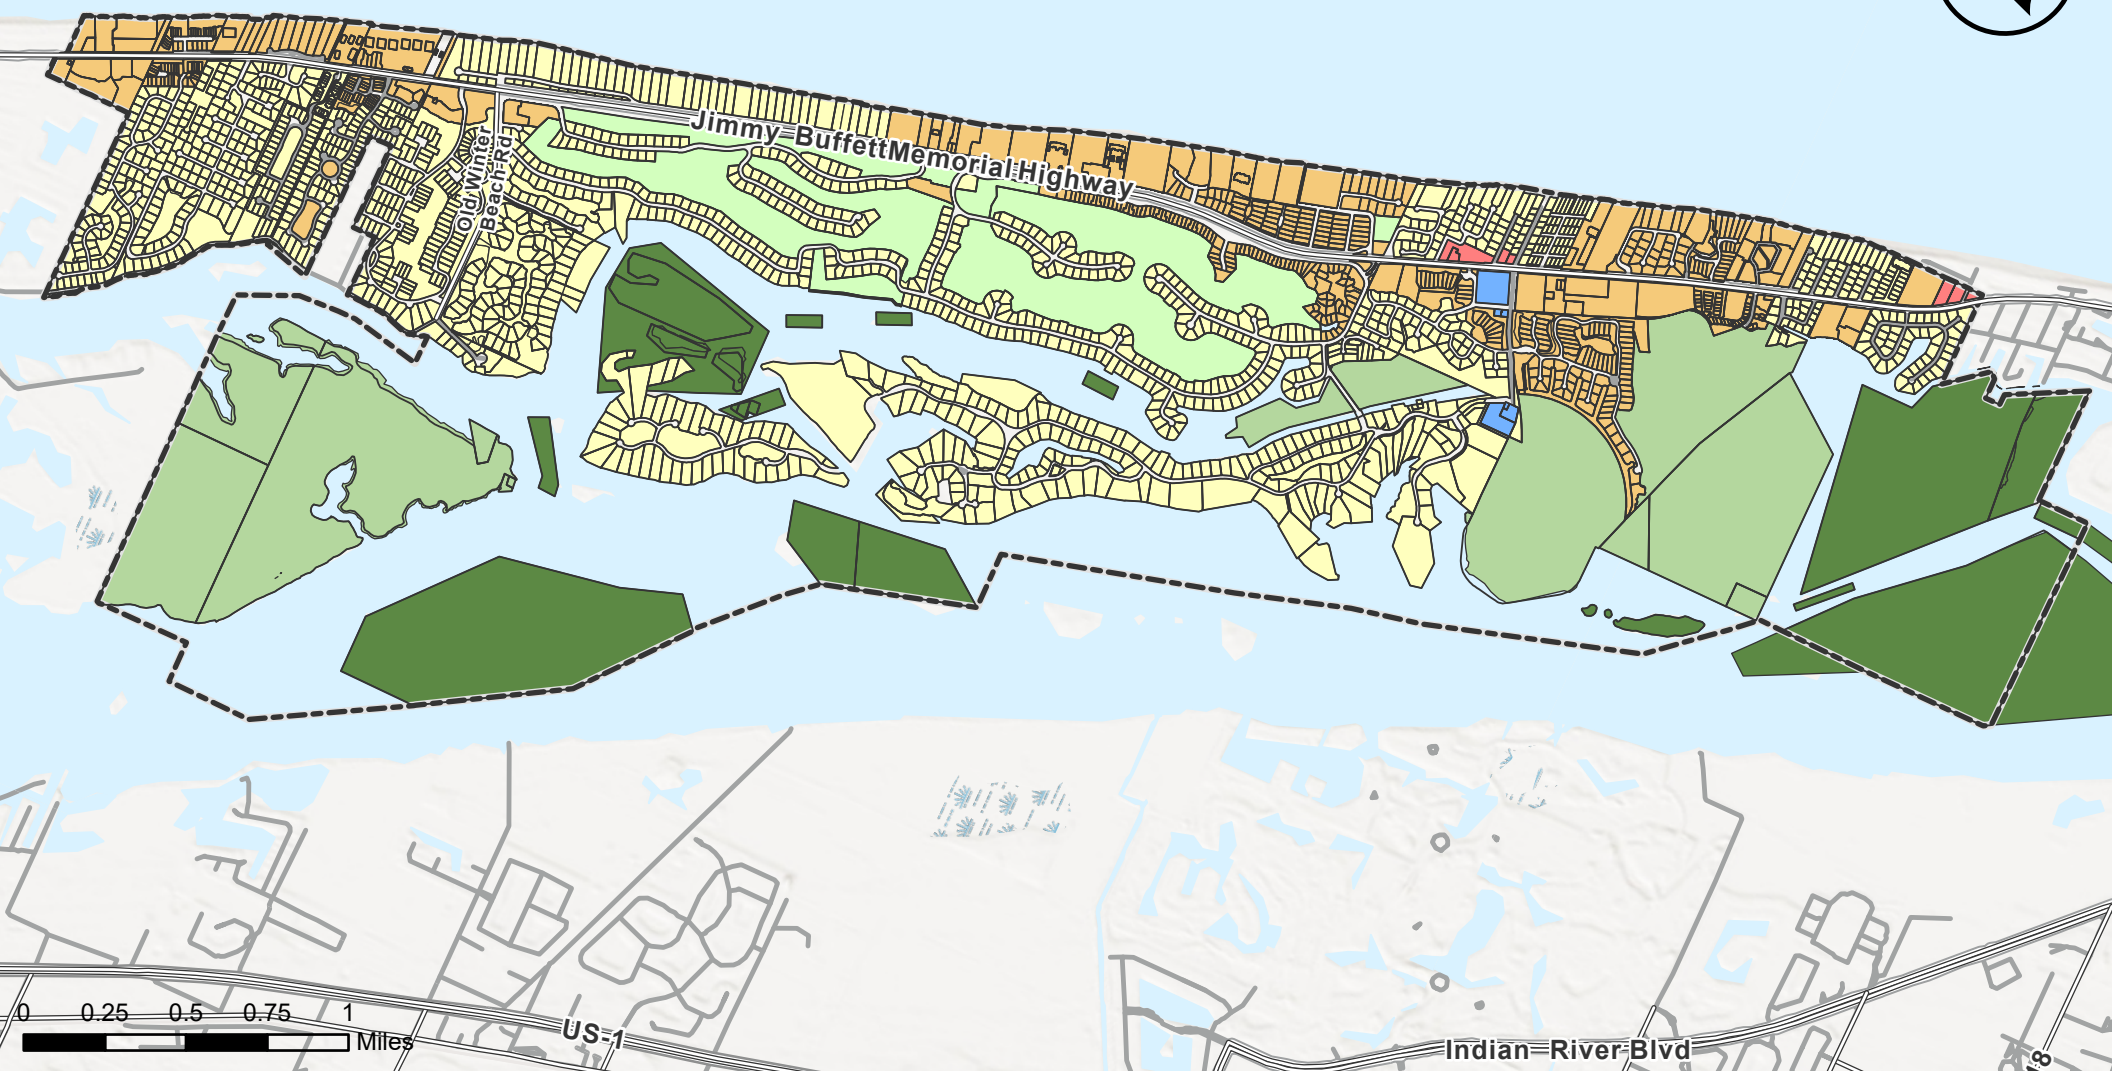 Jimmy Buffett Memorial Highway
Old Winter
Beach Rd
0 0.25 0.5 0.75 1
Miles
US-1
Indian River Blvd